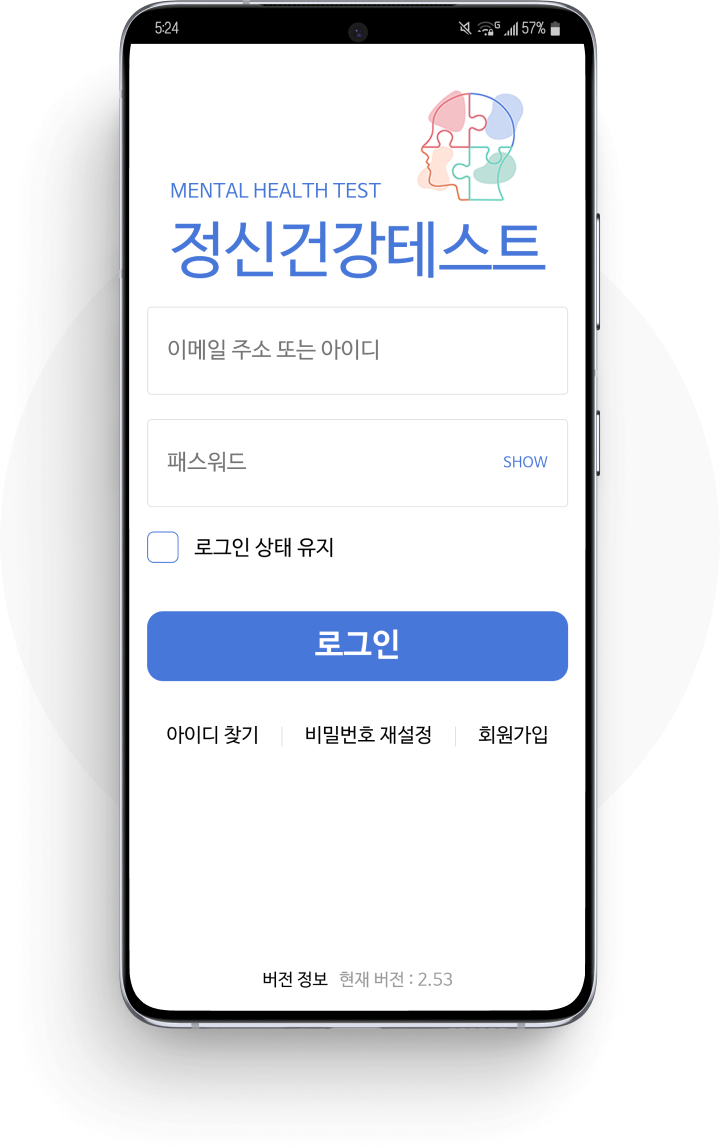 5:24 G 57%
MENTAL HEALTH TEST
정신건강테스트
이메일 주소 또는 아이디
패스워드 SHOW
로그인 상태 유지
로그인
아이디 찾기 | 비밀번호 재설정 | 회원가입
버전 정보 현재 버전 : 2.53